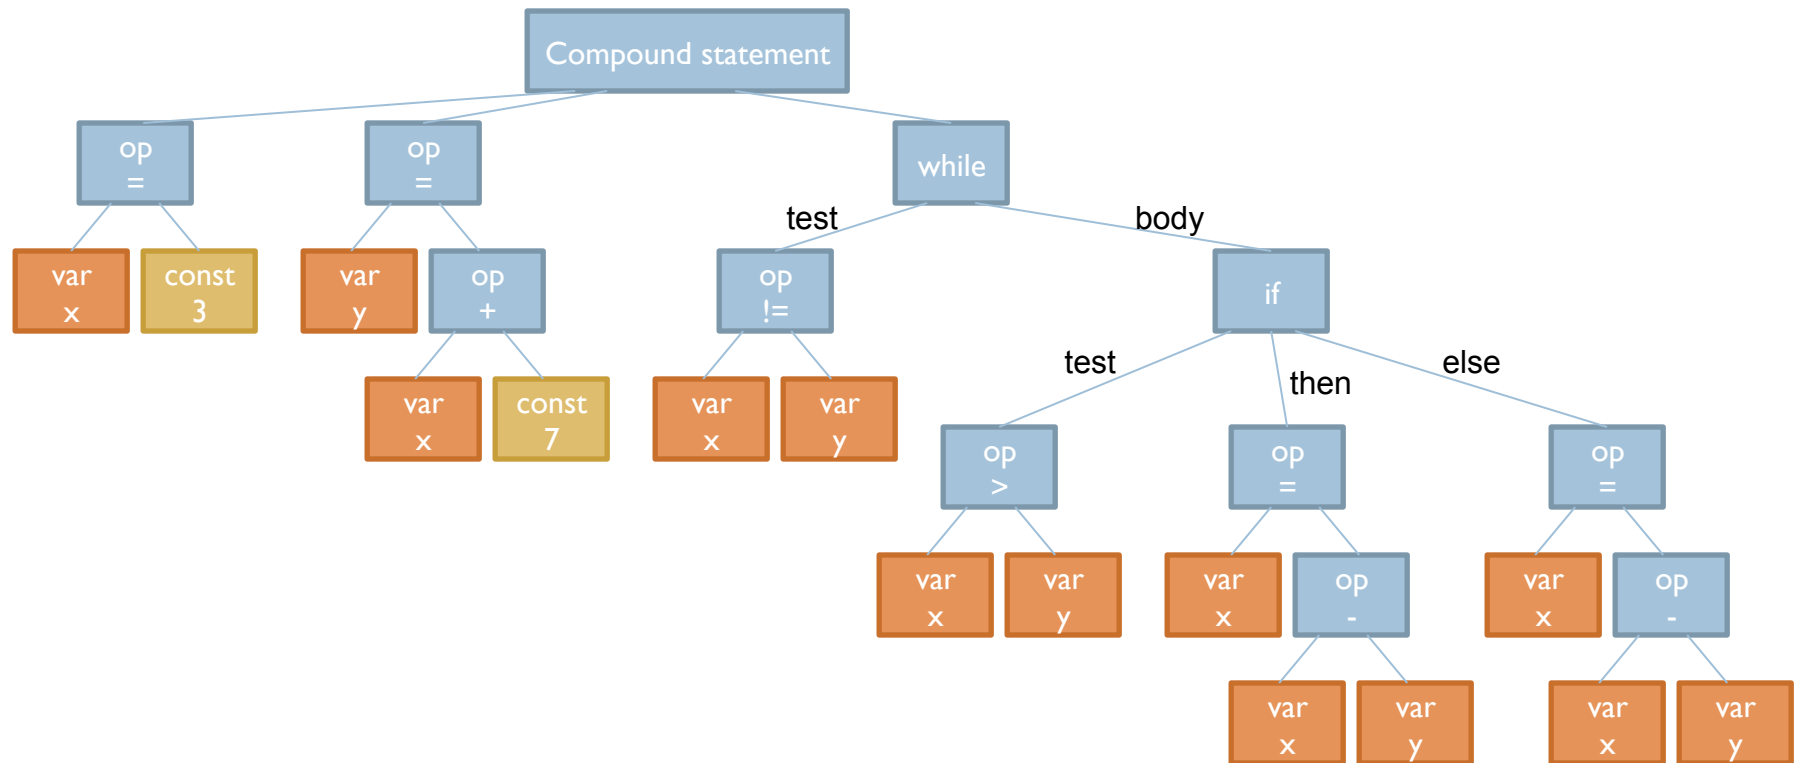 Compound statement
op
=
op
=
while
test
body
var
x
const
3
var
y
op
+
op
!=
if
test
then
else
var
x
const
7
var
x
var
y
op
>
op
=
op
=
var
x
var
y
var
x
op
-
var
x
op
-
var
x
var
y
var
x
var
y